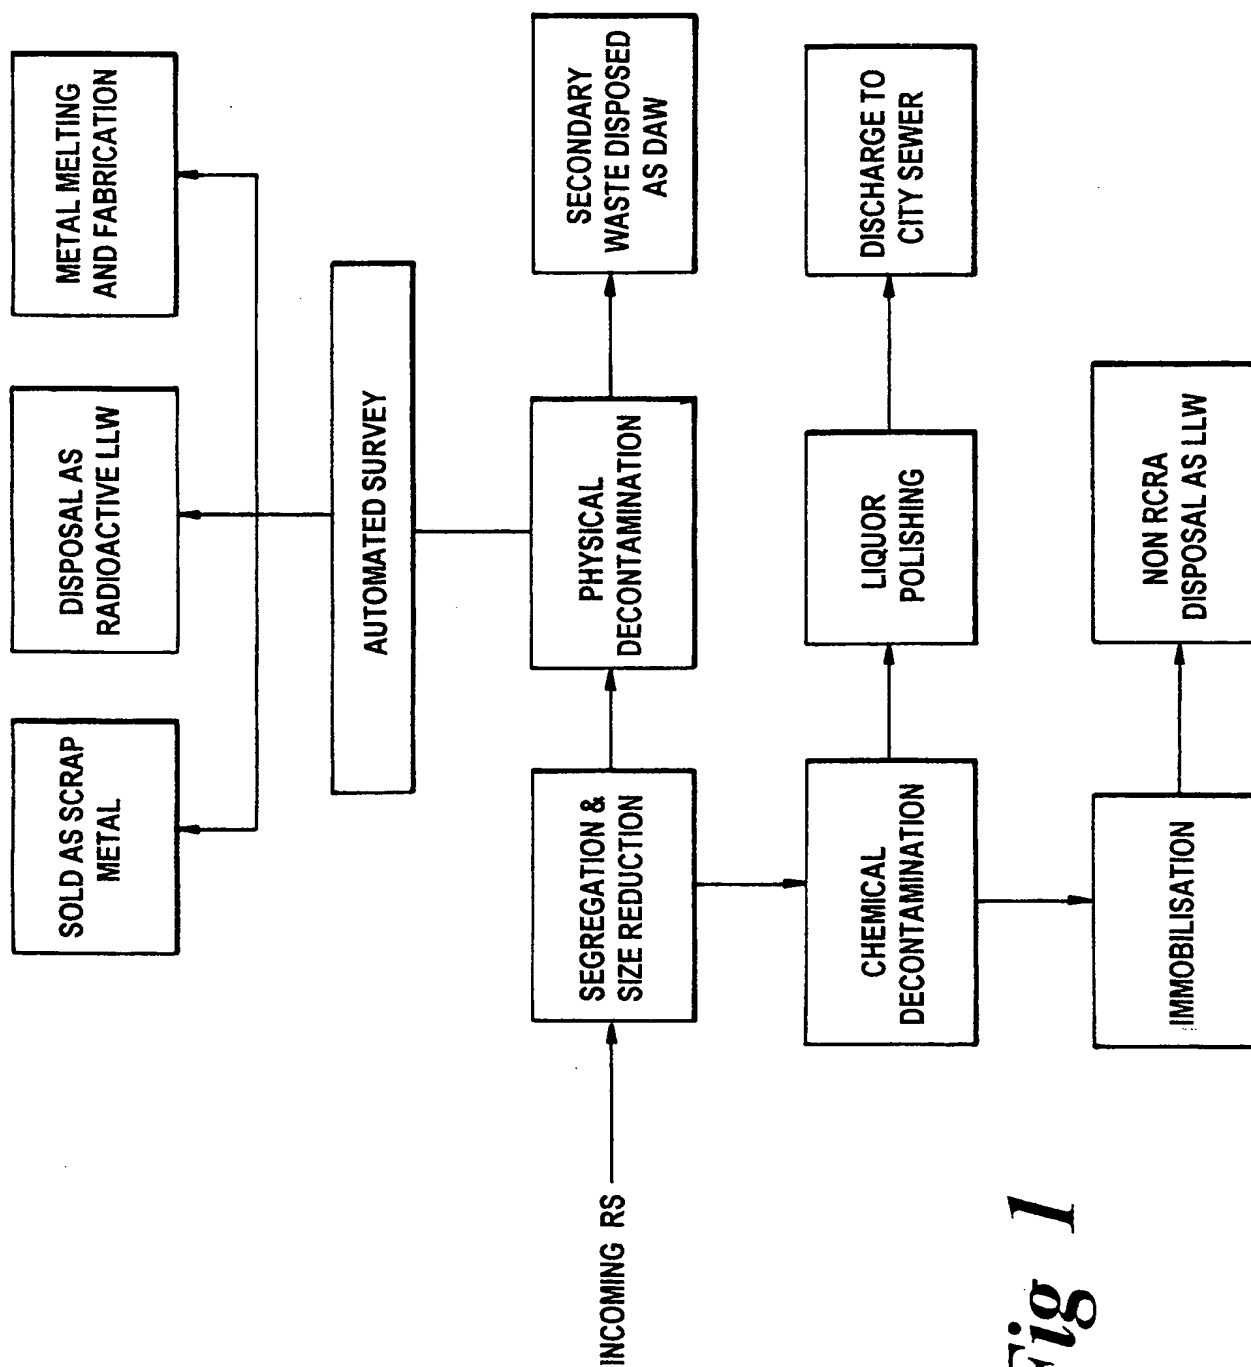 SOLD AS SCRAP
METAL
DISPOSAL AS
RADIOACTIVE LLW
METAL MELTING
AND FABRICATION
AUTOMATED SURVEY
INCOMING RS
SEGREGATION &
SIZE REDUCTION
PHYSICAL
DECONTAMINATION
SECONDARY
WASTE DISPOSED
AS DAW
CHEMICAL
DECONTAMINATION
LIQUOR
POLISHING
DISCHARGE TO
CITY SEWER
IMMOBILISATION
NON RCRA
DISPOSAL AS LLW
Fig 1